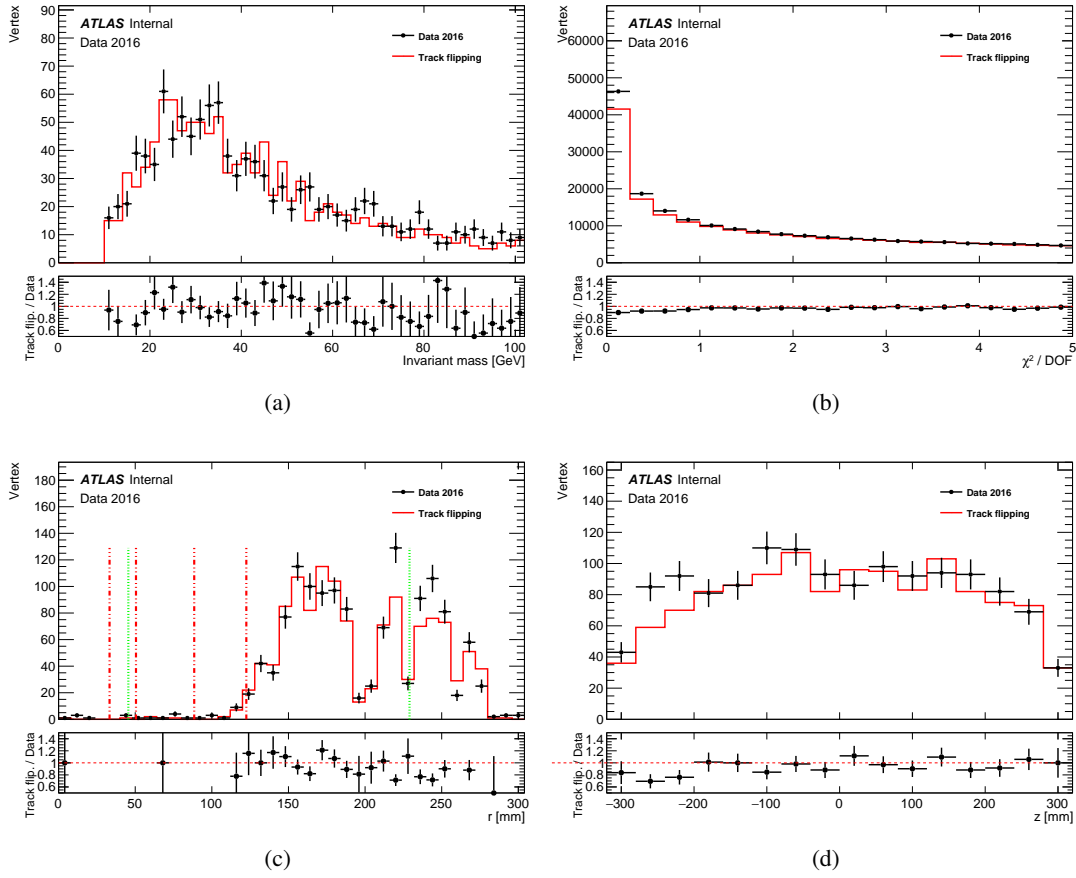 Vertex
90
80
70
60
50
40
30
20
10
0
ATLAS Internal
Data 2016
Data 2016
Track flipping
Track flip. / Data
1.4
1.2
1
0.8
0.6
0 20 40 60 80 100
Invariant mass [GeV]
(a)
Vertex
60000
50000
40000
30000
20000
10000
0
ATLAS Internal
Data 2016
Data 2016
Track flipping
Track flip. / Data
1.4
1.2
1
0.8
0.6
0 1 2 3 4 5
χ² / DOF
(b)
Vertex
180
160
140
120
100
80
60
40
20
0
ATLAS Internal
Data 2016
Data 2016
Track flipping
Track flip. / Data
1.4
1.2
1
0.8
0.6
0 50 100 150 200 250 300
r [mm]
(c)
Vertex
160
140
120
100
80
60
40
20
0
ATLAS Internal
Data 2016
Data 2016
Track flipping
Track flip. / Data
1.4
1.2
1
0.8
0.6
−300 −200 −100 0 100 200 300
z [mm]
(d)